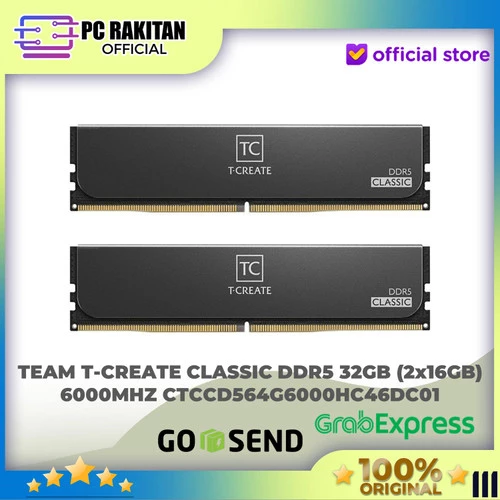 PC RAKITAN
OFFICIAL
official store
TC
T-CREATE
DDR5
CLASSIC
TC
T-CREATE
DDR5
CLASSIC
TEAM T-CREATE CLASSIC DDR5 32GB (2x16GB)
6000MHZ CTCCD564G6000HC46DC01
GO SEND
GrabExpress
100%
ORIGINAL